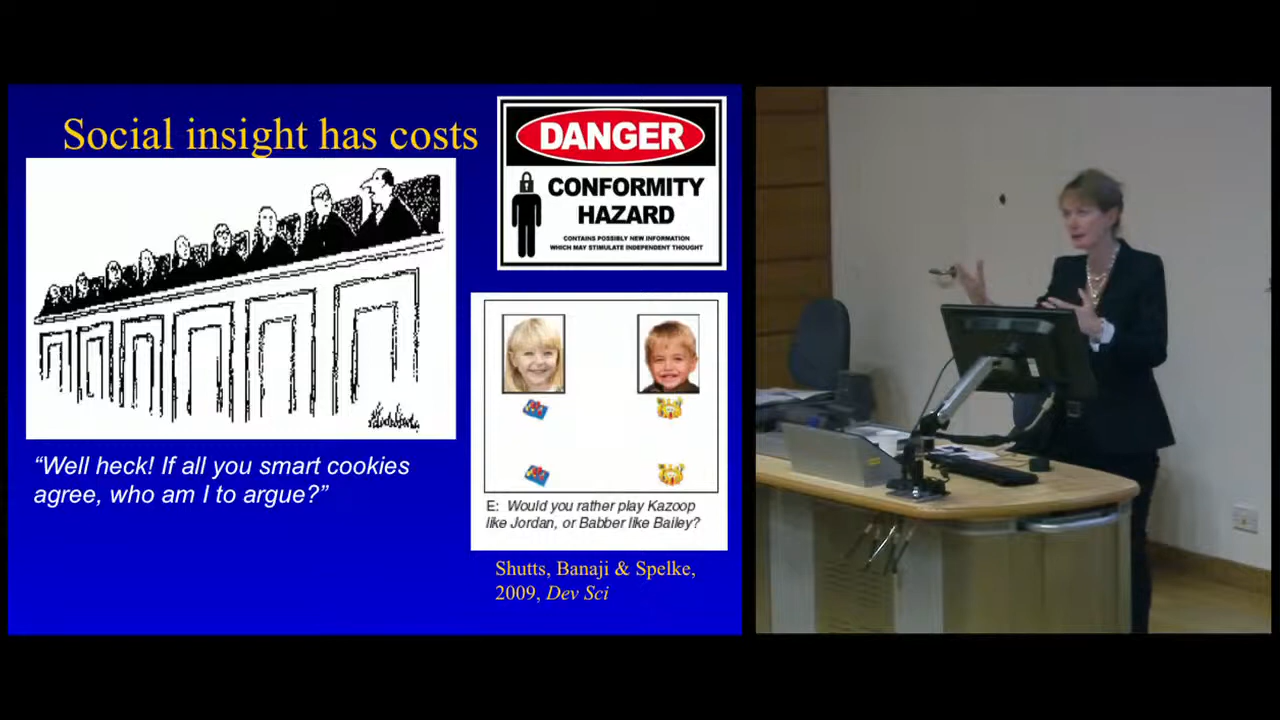 Social insight has costs
DANGER
CONFORMITY
HAZARD
CONTAINS POSSIBLY NEW INFORMATION
WHICH MAY STIMULATE INDEPENDENT THOUGHT
“Well heck! If all you smart cookies
agree, who am I to argue?”
E: Would you rather play Kazoop
like Jordan, or Babber like Bailey?
Shutts, Banaji & Spelke,
2009, Dev Sci